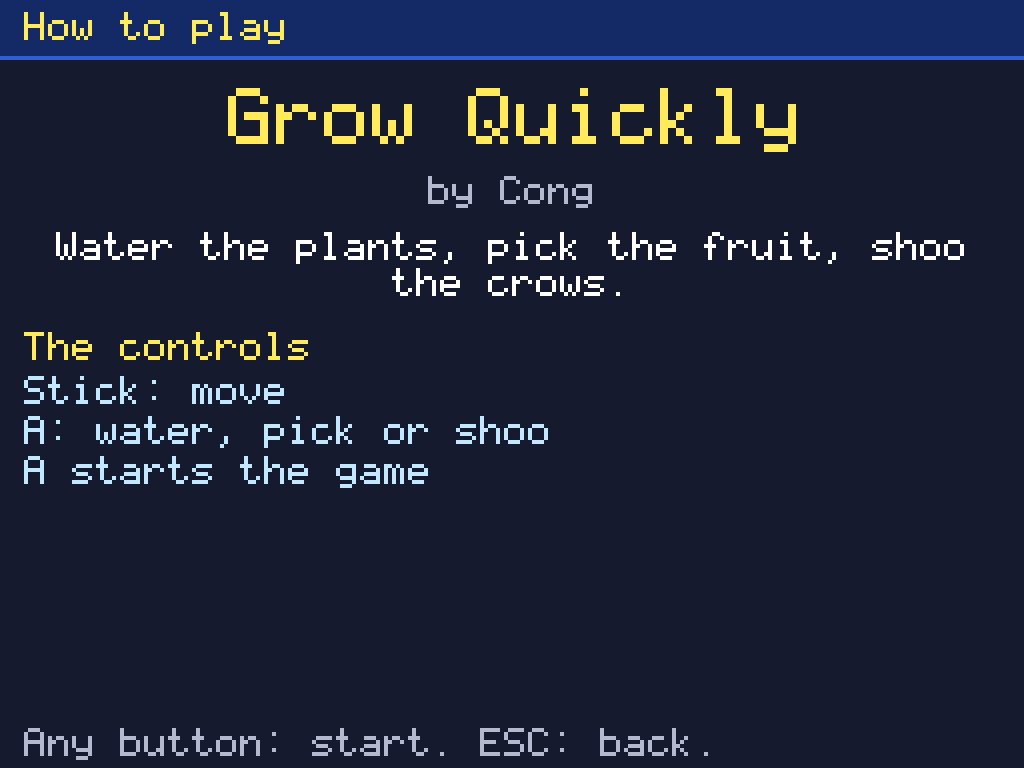 How to play
Grow Quickly
by Cong
Water the plants, pick the fruit, shoo
the crows.
The controls
Stick: move
A: water, pick or shoo
A starts the game
Any button: start. ESC: back.